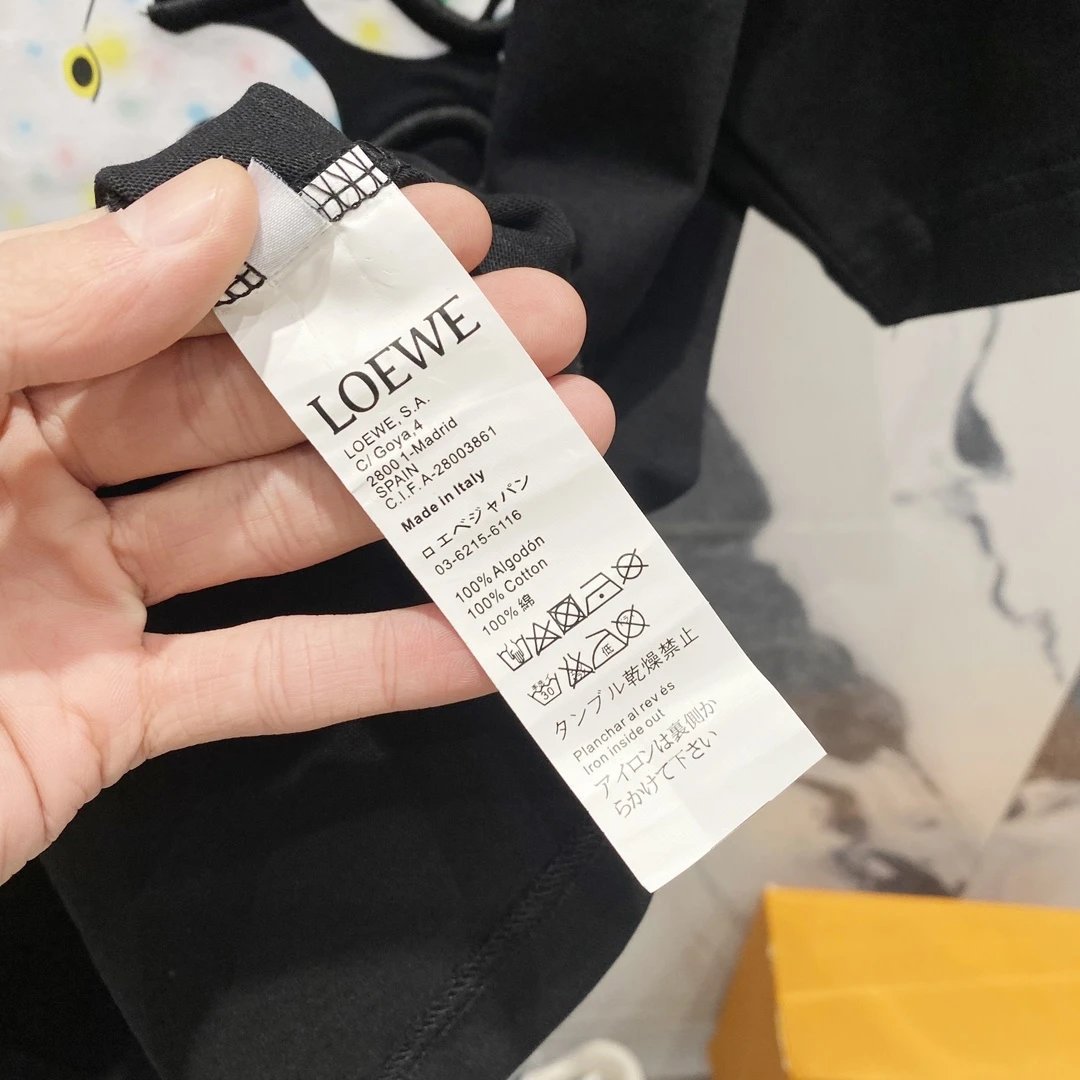 LOEWE
LOEWE, S.A.
C/ Goya,4
28001-Madrid
SPAIN
C.I.F.A-28003861
Made in Italy
ロエベジャパン
03-6215-6116
100% Algodón
100% Cotton
100% 綿
30
低
タンブル乾燥禁止
Planchar al revés
Iron inside out
アイロンは裏側か
らかけて下さい